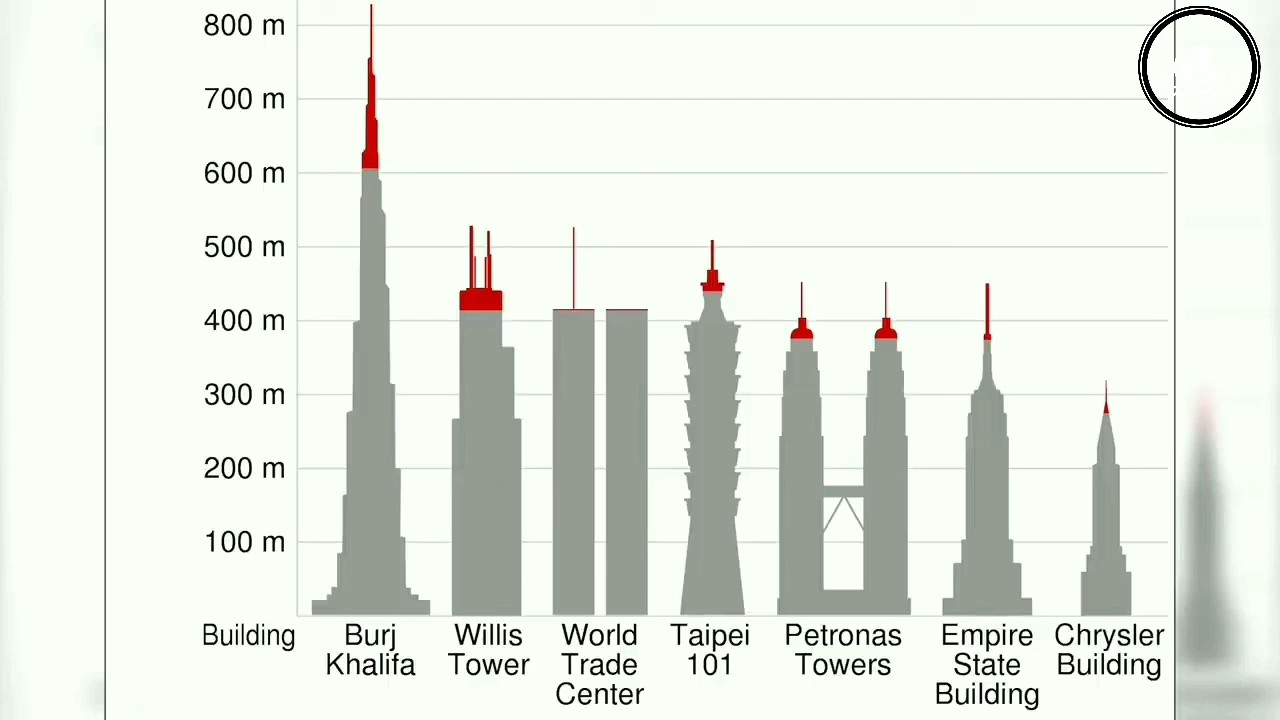 800 m
700 m
600 m
500 m
400 m
300 m
200 m
100 m
Building
Burj
Khalifa
Willis
Tower
World
Trade
Center
Taipei
101
Petronas
Towers
Empire
State
Building
Chrysler
Building